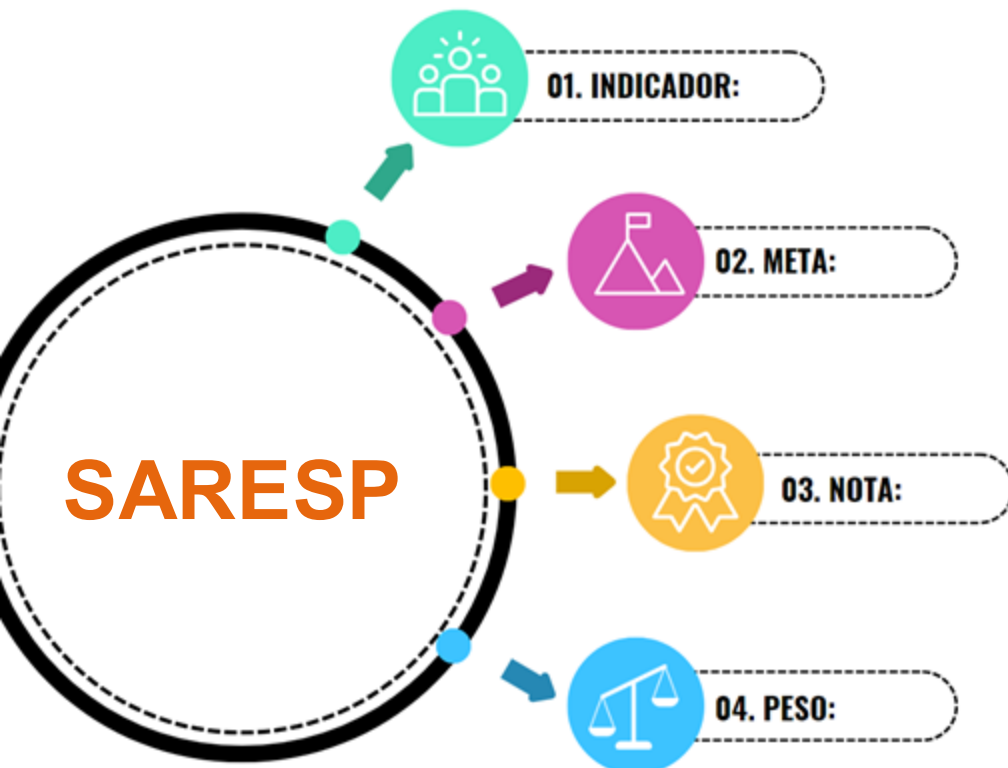 01. INDICADOR:
02. META:
SARESP
03. NOTA:
04. PESO: